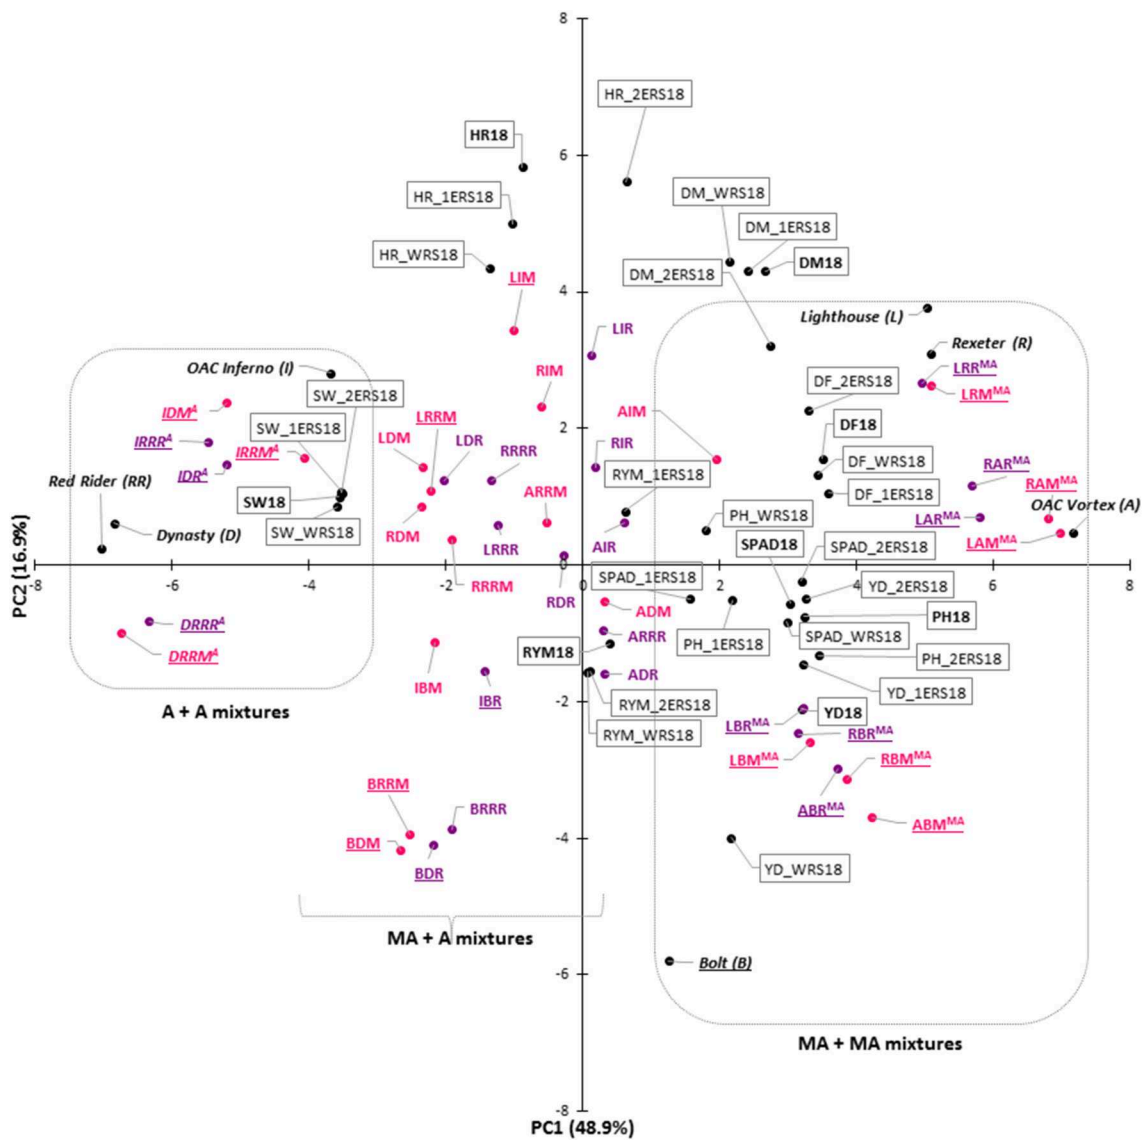 8
HR_2ERS18
HR18
6
HR_1ERS18
DM_WRS18
DM_1ERS18
HR_WRS18
DM18
DM_2ERS18
LIM
4
Lighthouse (L)
LIR
Rexeter (R)
OAC Inferno (I)
LRR^MA
RIM
DF_2ERS18
SW_2ERS18
LRM^MA
IDM^A
AIM
LRRM
DF18
SW_1ERS18
2
IRRR^A
LDM
LDR
RRRR
RIR
IRRM^A
DF_WRS18
RAR^MA
IDR^A
RYM_1ERS18
Red Rider (RR)
ARRM
DF_1ERS18
RAM^MA
SW18
PH_WRS18
OAC Vortex (A)
LAR^MA
Dynasty (D)
SW_WRS18
RDM
LRRR
AIR
SPAD18
LAM^MA
SPAD_2ERS18
-8
-6
-4
-2
0
2
4
6
8
RRRM
RDR
SPAD_1ERS18
YD_2ERS18
ADM
PH18
DRRR^A
ARRR
PH_1ERS18
SPAD_WRS18
RYM18
DRRM^A
PH_2ERS18
IBM
ADR
YD_1ERS18
IBR
RYM_2ERS18
-2
A + A mixtures
LBR^MA
YD18
RYM_WRS18
RBR^MA
LBM^MA
RBM^MA
BRRM
BRRR
ABR^MA
ABM^MA
BDM
-4
BDR
YD_WRS18
MA + A mixtures
Bolt (B)
-6
MA + MA mixtures
-8
PC1 (48.9%)
PC2 (16.9%)